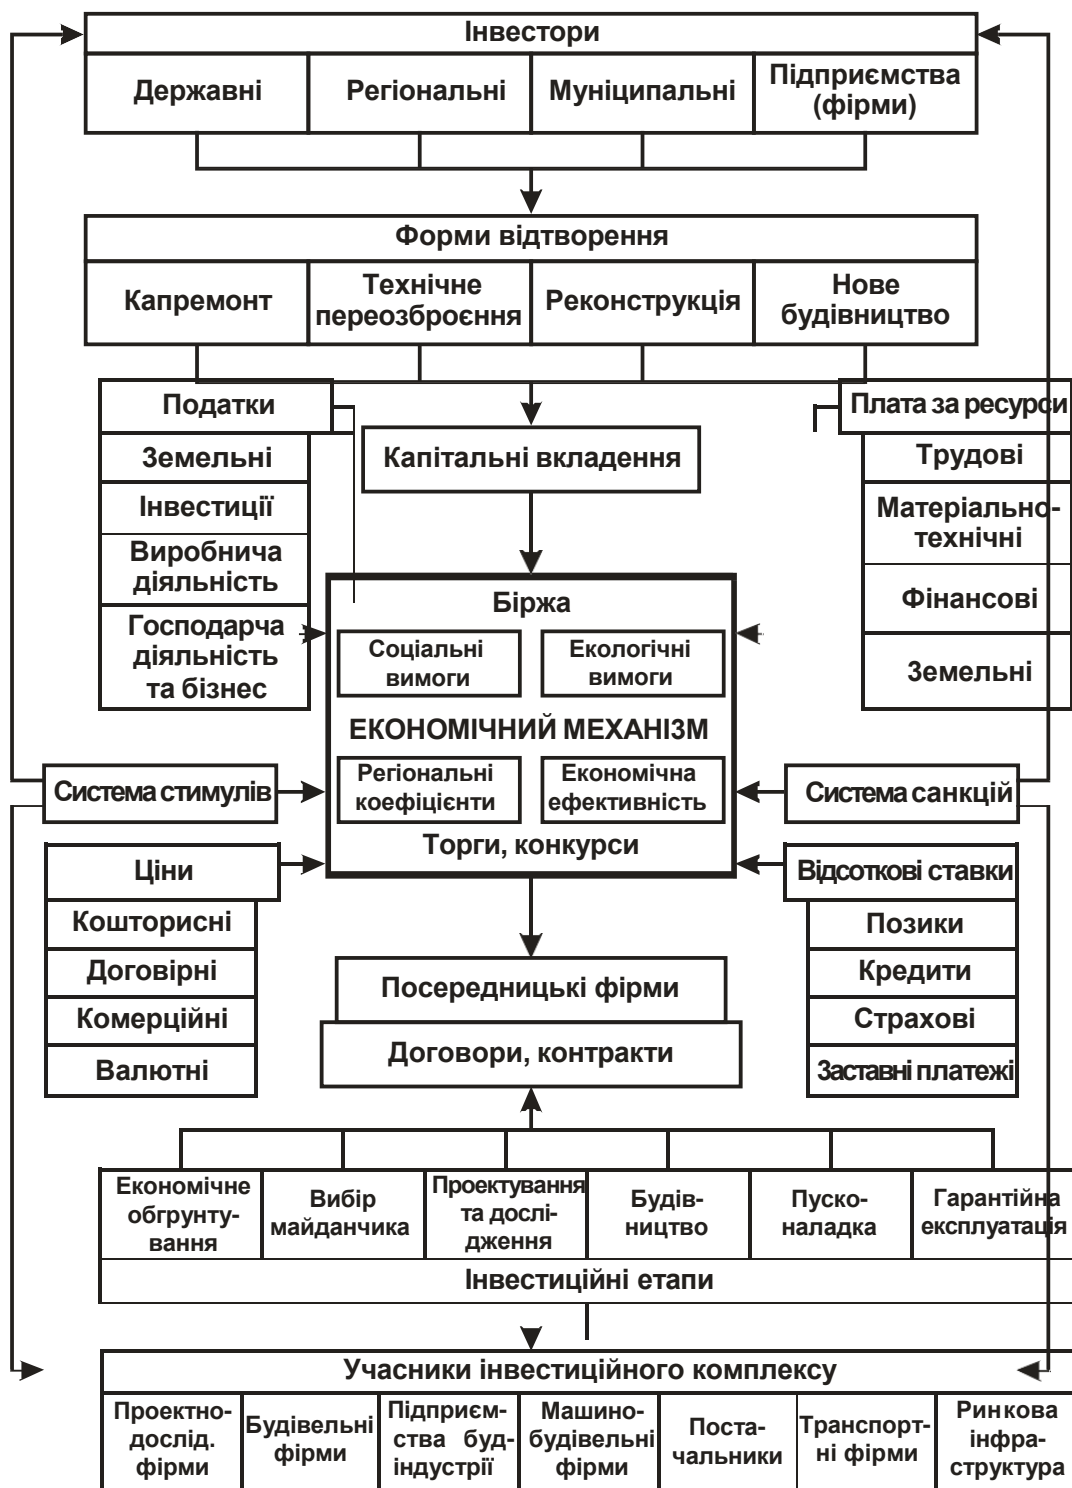 Інвестори
Державні
Регіональні
Муніципальні
Підприємства
(фірми)
Форми відтворення
Капремонт
Технічне
переозброєння
Реконструкція
Нове
будівництво
Податки
Земельні
Інвестиції
Виробнича
діяльність
Господарча
діяльність
та бізнес
Капітальні вкладення
Плата за ресурси
Трудові
Матеріально-
технічні
Фінансові
Земельні
Біржа
Соціальні
вимоги
Екологічні
вимоги
ЕКОНОМІЧНИЙ МЕХАНІЗМ
Регіональні
коефіцієнти
Економічна
ефективність
Торги, конкурси
Система стимулів
Система санкцій
Ціни
Кошторисні
Договірні
Комерційні
Валютні
Відсоткові ставки
Позики
Кредити
Страхові
Заставні платежі
Посередницькі фірми
Договори, контракти
Економічне
обгрунту-
вання
Вибір
майданчика
Проектування
та дослі-
дження
Будів-
ництво
Пуско-
наладка
Гарантійна
експлуатація
Інвестиційні етапи
Учасники інвестиційного комплексу
Проектно-
дослід.
фірми
Будівельні
фірми
Підприєм-
ства буд-
індустрії
Машино-
будівельні
фірми
Поста-
чальники
Транспорт-
ні фірми
Ринкова
інфра-
структура